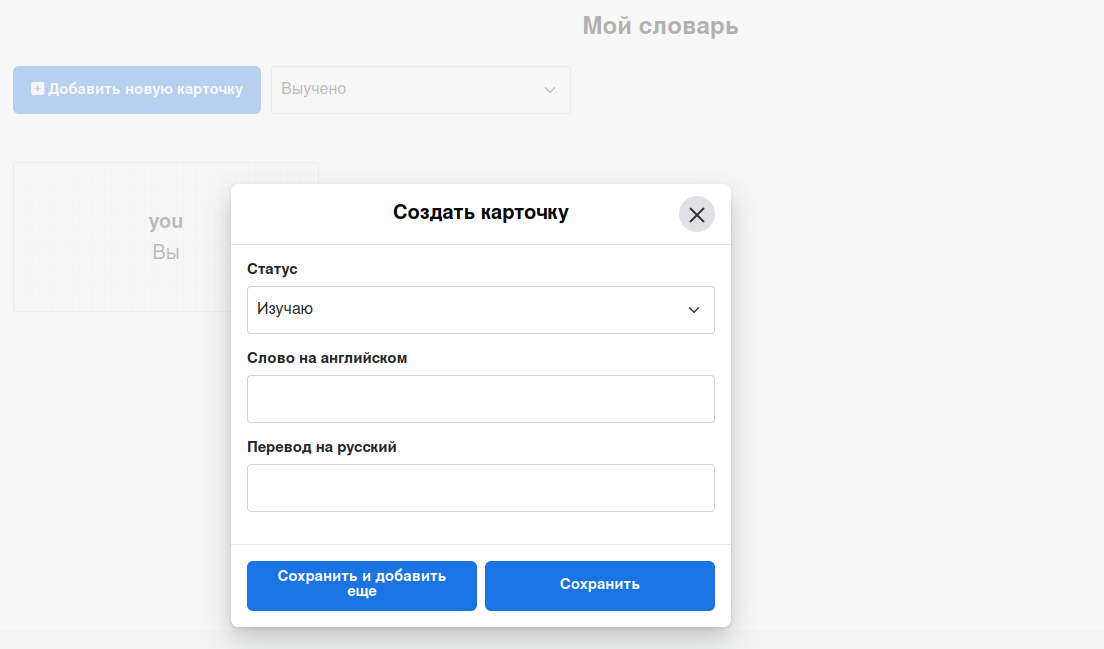 Мой словарь
Добавить новую карточку
Выучено
you
Вы
Создать карточку
Статус
Изучаю
Слово на английском
Перевод на русский
Сохранить и добавить
еще
Сохранить